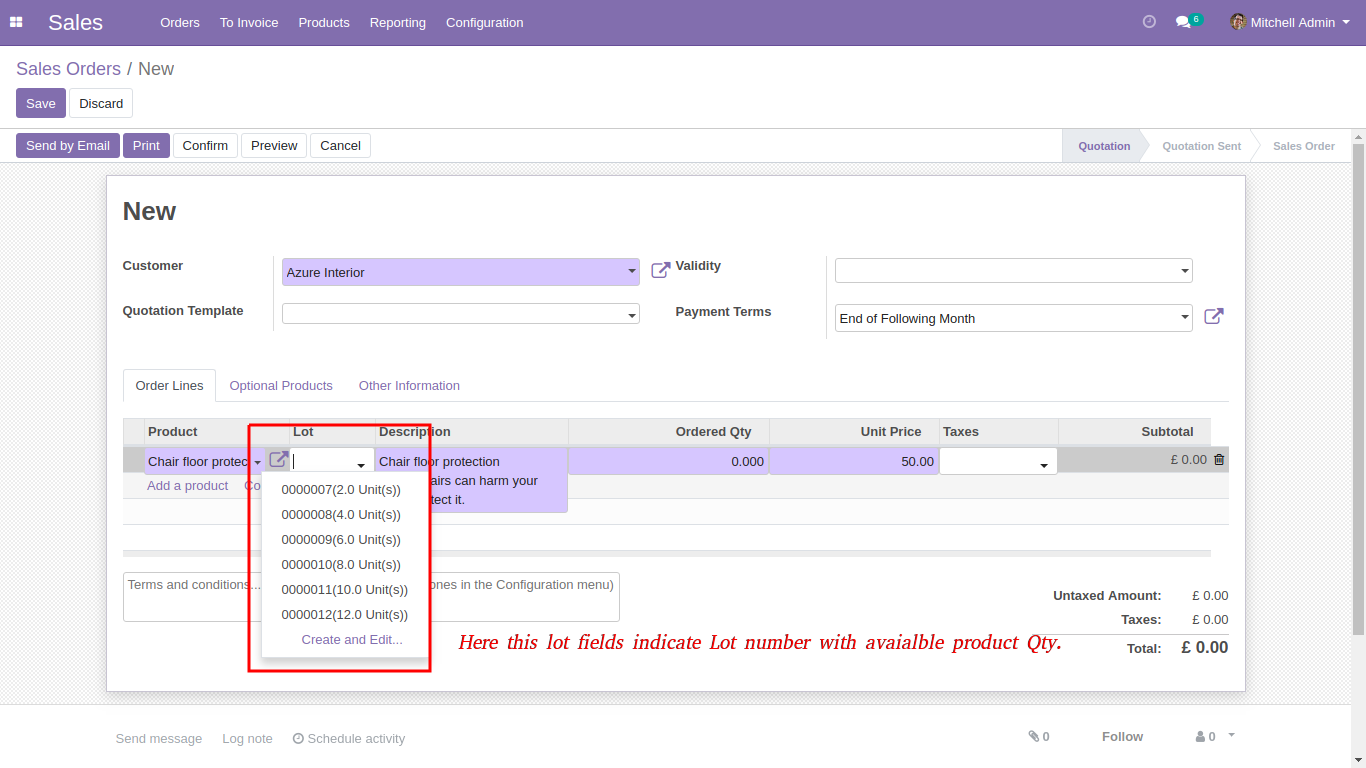 Sales Orders To Invoice Products Reporting Configuration 6 Mitchell Admin
Sales Orders / New
Save Discard
Send by Email Print Confirm Preview Cancel Quotation Quotation Sent Sales Order
New
Customer Azure Interior Validity
Quotation Template Payment Terms End of Following Month
Order Lines Optional Products Other Information
Product Lot Description Ordered Qty Unit Price Taxes Subtotal
Chair floor protec Chair floor protection 0.000 50.00 £ 0.00
Add a product Co airs can harm your
0000007(2.0 Unit(s)) tect it.
0000008(4.0 Unit(s))
0000009(6.0 Unit(s))
0000010(8.0 Unit(s))
Terms and conditions... ones in the Configuration menu)
0000011(10.0 Unit(s)) Untaxed Amount: £ 0.00
0000012(12.0 Unit(s)) Taxes: £ 0.00
Create and Edit... Here this lot fields indicate Lot number with avaialble product Qty. Total: £ 0.00
Send message Log note Schedule activity 0 Follow 0